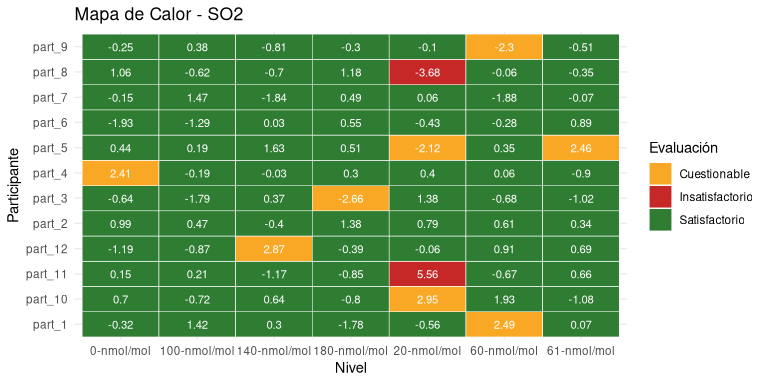 Mapa de Calor - SO2
Participante
part_9 -0.25 0.38 -0.81 -0.3 -0.1 -2.3 -0.51
part_8 1.06 -0.62 -0.7 1.18 -3.68 -0.06 -0.35
part_7 -0.15 1.47 -1.84 0.49 0.06 -1.88 -0.07
part_6 -1.93 -1.29 0.03 0.55 -0.43 -0.28 0.89
part_5 0.44 0.19 1.63 0.51 -2.12 0.35 2.46
part_4 2.41 -0.19 -0.03 0.3 0.4 0.06 -0.9
part_3 -0.64 -1.79 0.37 -2.66 1.38 -0.68 -1.02
part_2 0.99 0.47 -0.4 1.38 0.79 0.61 0.34
part_12 -1.19 -0.87 2.87 -0.39 -0.06 0.91 0.69
part_11 0.15 0.21 -1.17 -0.85 5.56 -0.67 0.66
part_10 0.7 -0.72 0.64 -0.8 2.95 1.93 -1.08
part_1 -0.32 1.42 0.3 -1.78 -0.56 2.49 0.07
0-nmol/mol 100-nmol/mol 140-nmol/mol 180-nmol/mol 20-nmol/mol 60-nmol/mol 61-nmol/mol
Nivel
Evaluación
Cuestionable
Insatisfactorio
Satisfactorio